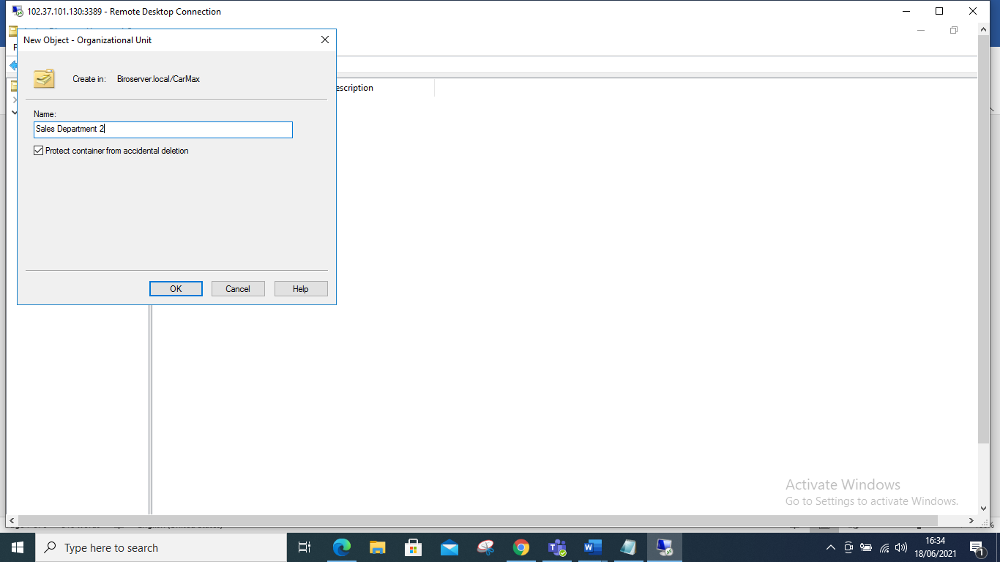 102.37.101.130:3389 - Remote Desktop Connection
New Object - Organizational Unit
Create in: Biroserver.local/CarMax
escription
Name:
Sales Department 2
Protect container from accidental deletion
OK Cancel Help
Activate Windows
Go to Settings to activate Windows.
Type here to search
16:34
18/06/2021
1